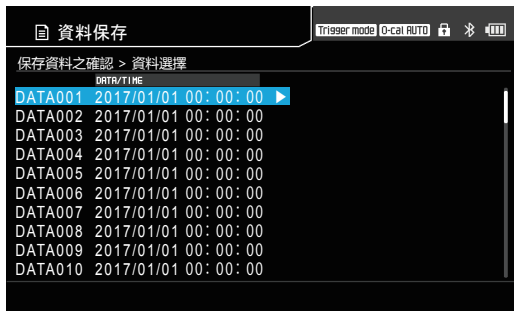 資料保存
Trigger mode 0-cal AUTO
保存資料之確認 > 資料選擇
DATA/TIME
DATA001 2017/01/01 00:00:00
DATA002 2017/01/01 00:00:00
DATA003 2017/01/01 00:00:00
DATA004 2017/01/01 00:00:00
DATA005 2017/01/01 00:00:00
DATA006 2017/01/01 00:00:00
DATA007 2017/01/01 00:00:00
DATA008 2017/01/01 00:00:00
DATA009 2017/01/01 00:00:00
DATA010 2017/01/01 00:00:00